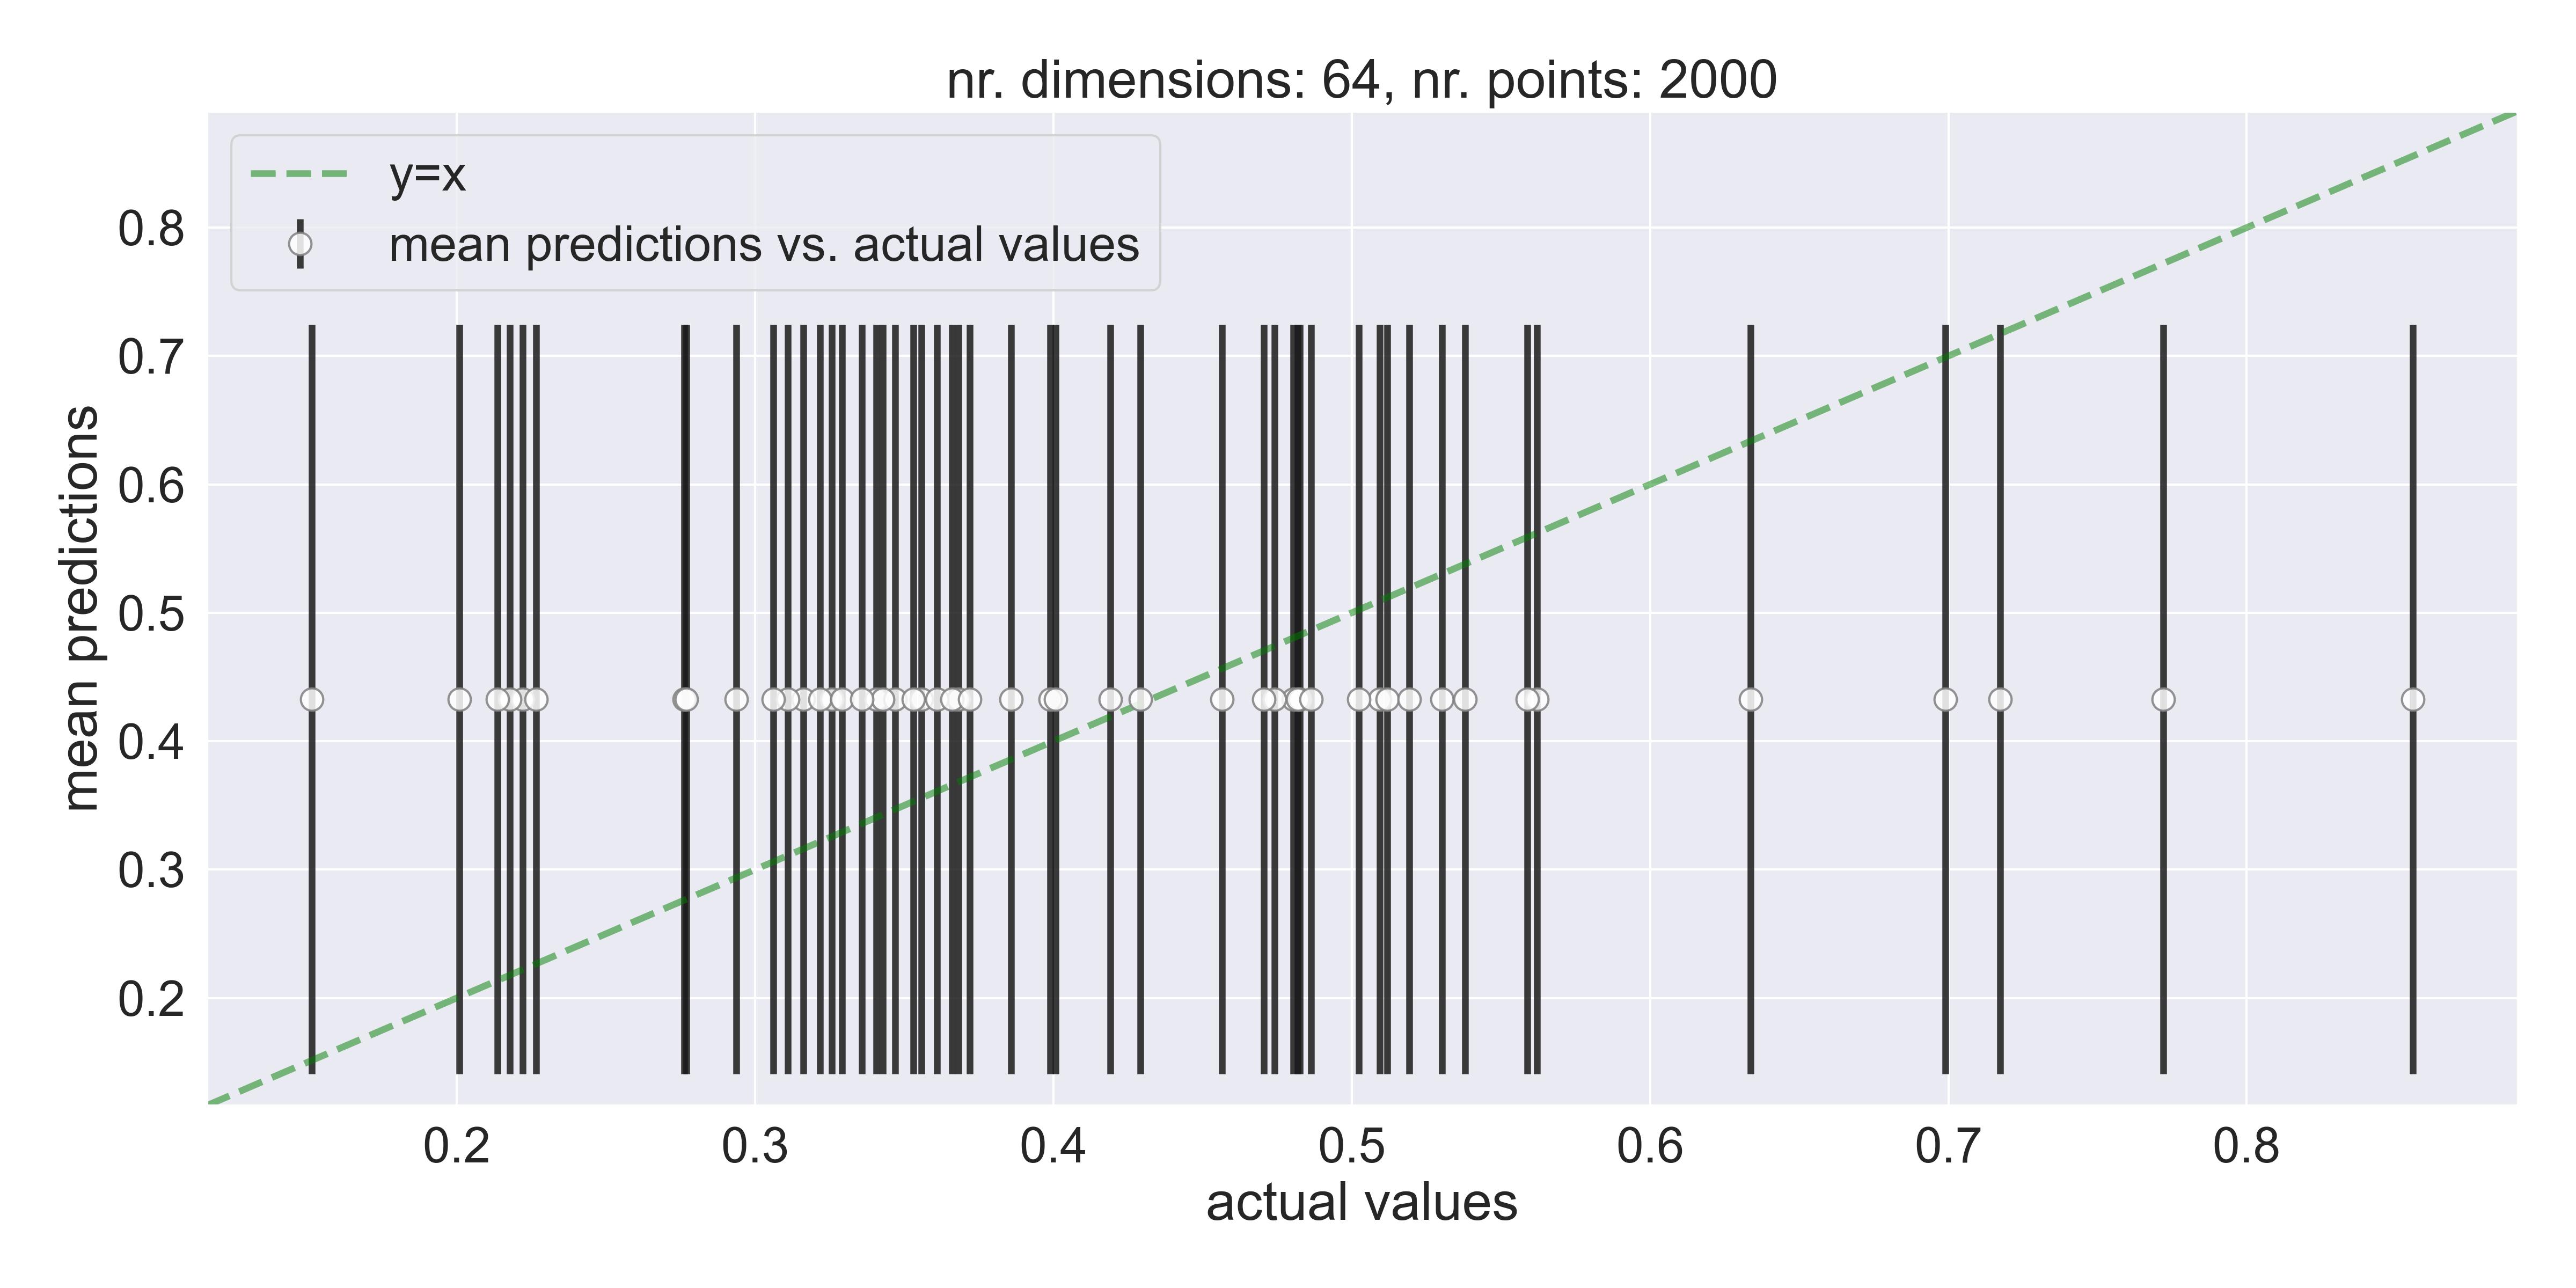 nr. dimensions: 64, nr. points: 2000
y=x
mean predictions vs. actual values
mean predictions
0.8
0.7
0.6
0.5
0.4
0.3
0.2
0.2 0.3 0.4 0.5 0.6 0.7 0.8
actual values